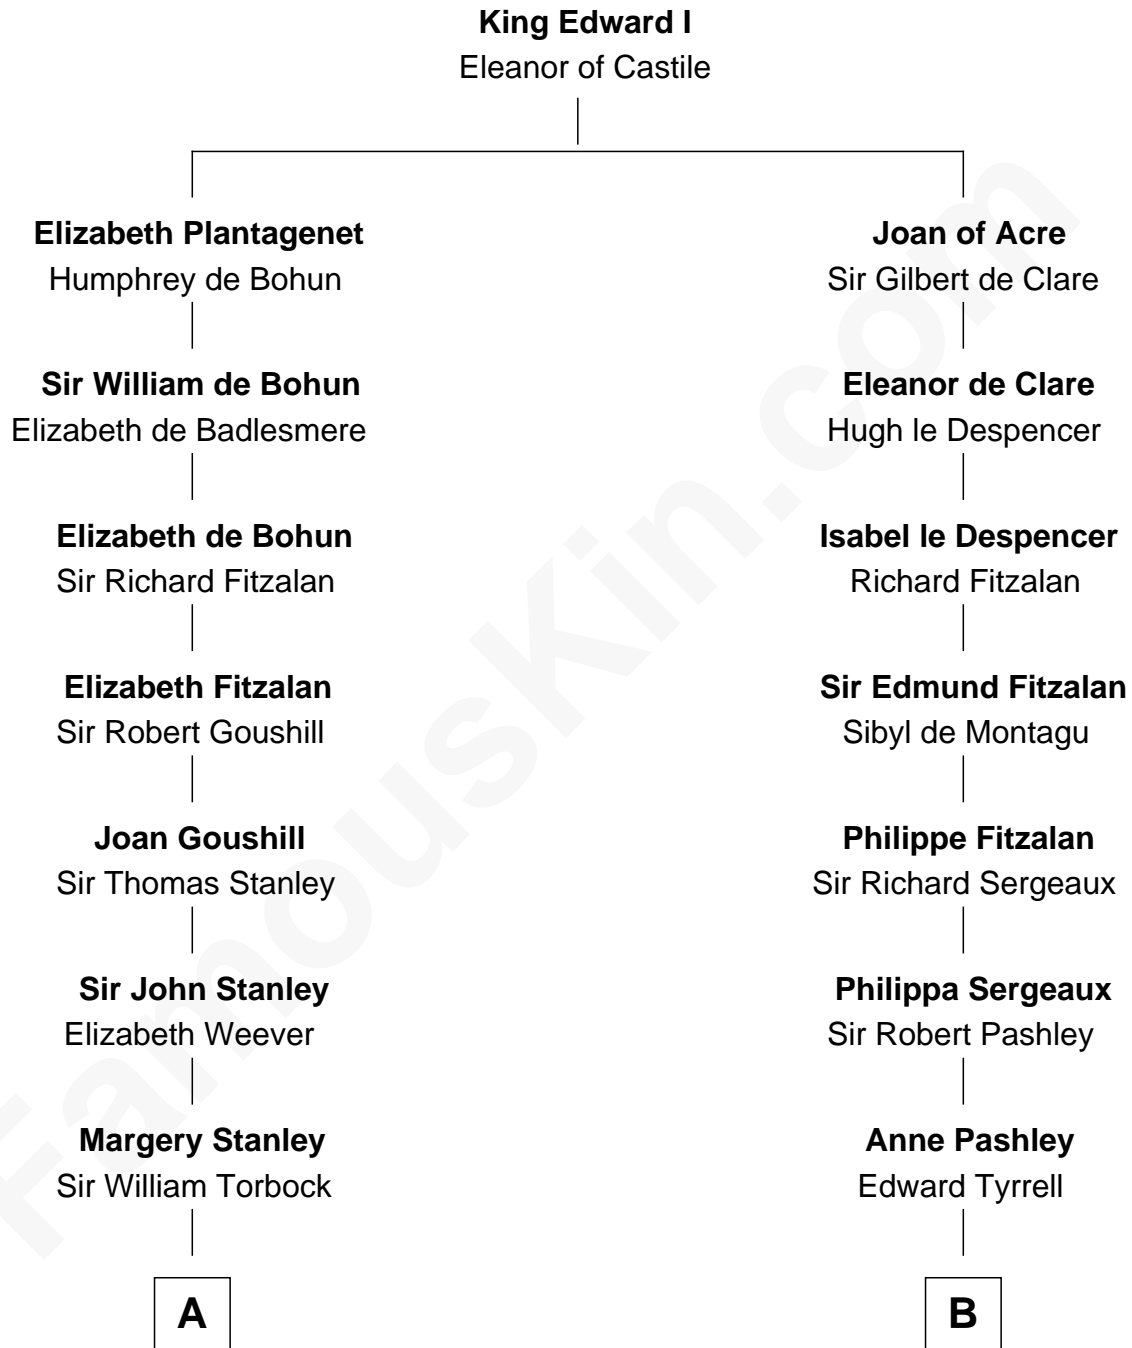 King Edward I
Eleanor of Castile
Elizabeth Plantagenet
Humphrey de Bohun
Joan of Acre
Sir Gilbert de Clare
Sir William de Bohun
Elizabeth de Badlesmere
Eleanor de Clare
Hugh le Despencer
Elizabeth de Bohun
Sir Richard Fitzalan
Isabel le Despencer
Richard Fitzalan
Elizabeth Fitzalan
Sir Robert Goushill
Sir Edmund Fitzalan
Sibyl de Montagu
Joan Goushill
Sir Thomas Stanley
Philippe Fitzalan
Sir Richard Sergeaux
Sir John Stanley
Elizabeth Weever
Philippa Sergeaux
Sir Robert Pashley
Margery Stanley
Sir William Torbock
Anne Pashley
Edward Tyrrell
A
B
FamousKin.com